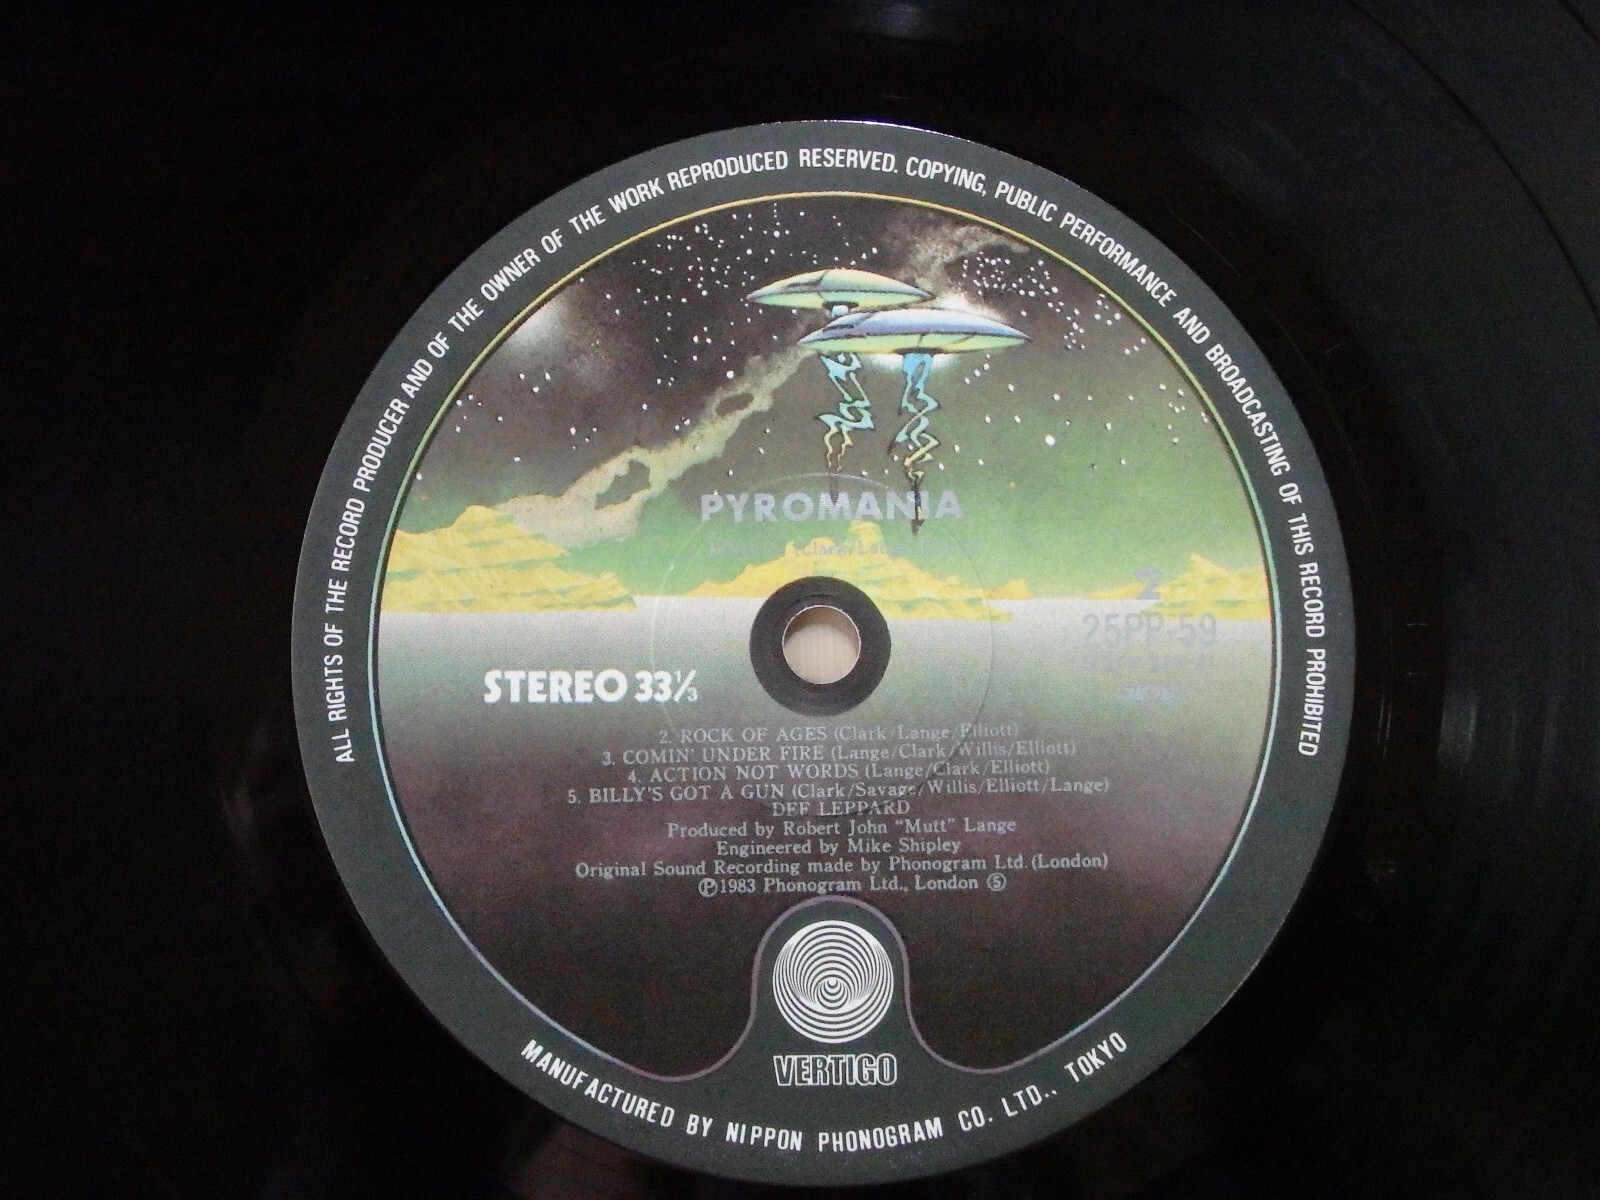 ALL RIGHTS OF THE RECORD PRODUCER AND OF THE OWNER OF THE WORK REPRODUCED RESERVED. COPYING, PUBLIC PERFORMANCE AND BROADCASTING OF THIS RECORD PROHIBITED
PYROMANIA
2
25PP-59
STEREO 33⅓
2. ROCK OF AGES (Clark/Lange/Elliott)
3. COMIN' UNDER FIRE (Lange/Clark/Willis/Elliott)
4. ACTION NOT WORDS (Lange/Clark/Elliott)
5. BILLY'S GOT A GUN (Clark/Savage/Willis/Elliott/Lange)
DEF LEPPARD
Produced by Robert John "Mutt" Lange
Engineered by Mike Shipley
Original Sound Recording made by Phonogram Ltd. (London)
Ⓟ1983 Phonogram Ltd., London Ⓢ
VERTIGO
MANUFACTURED BY NIPPON PHONOGRAM CO. LTD., TOKYO